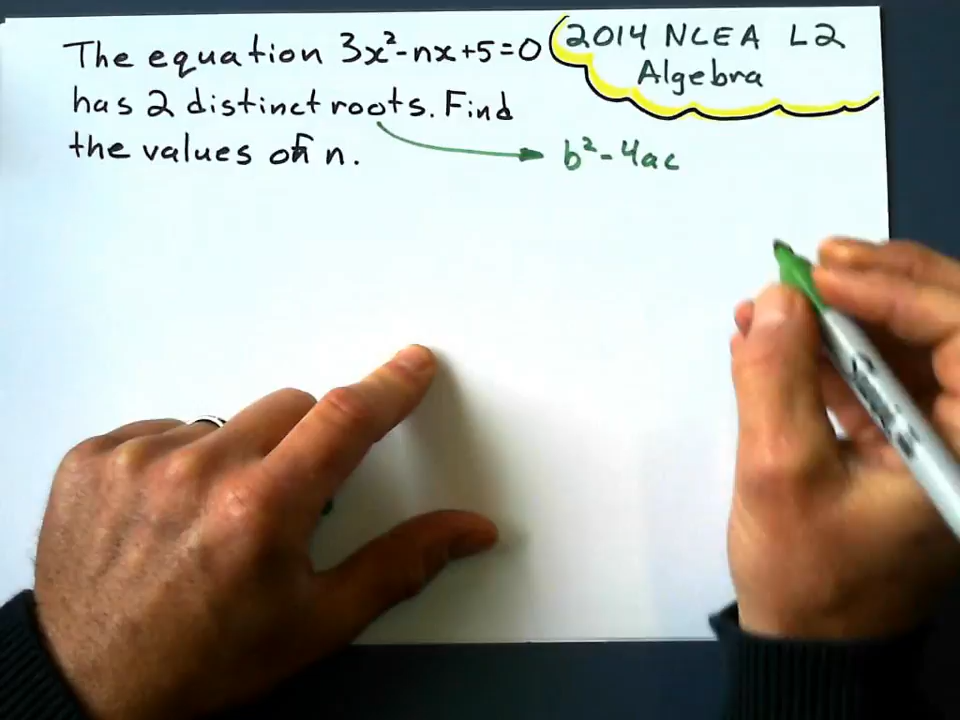 The equation 3x²-nx+5=0
has 2 distinct roots. Find
the values of n.
2014 NCEA L2
Algebra
b²-4ac